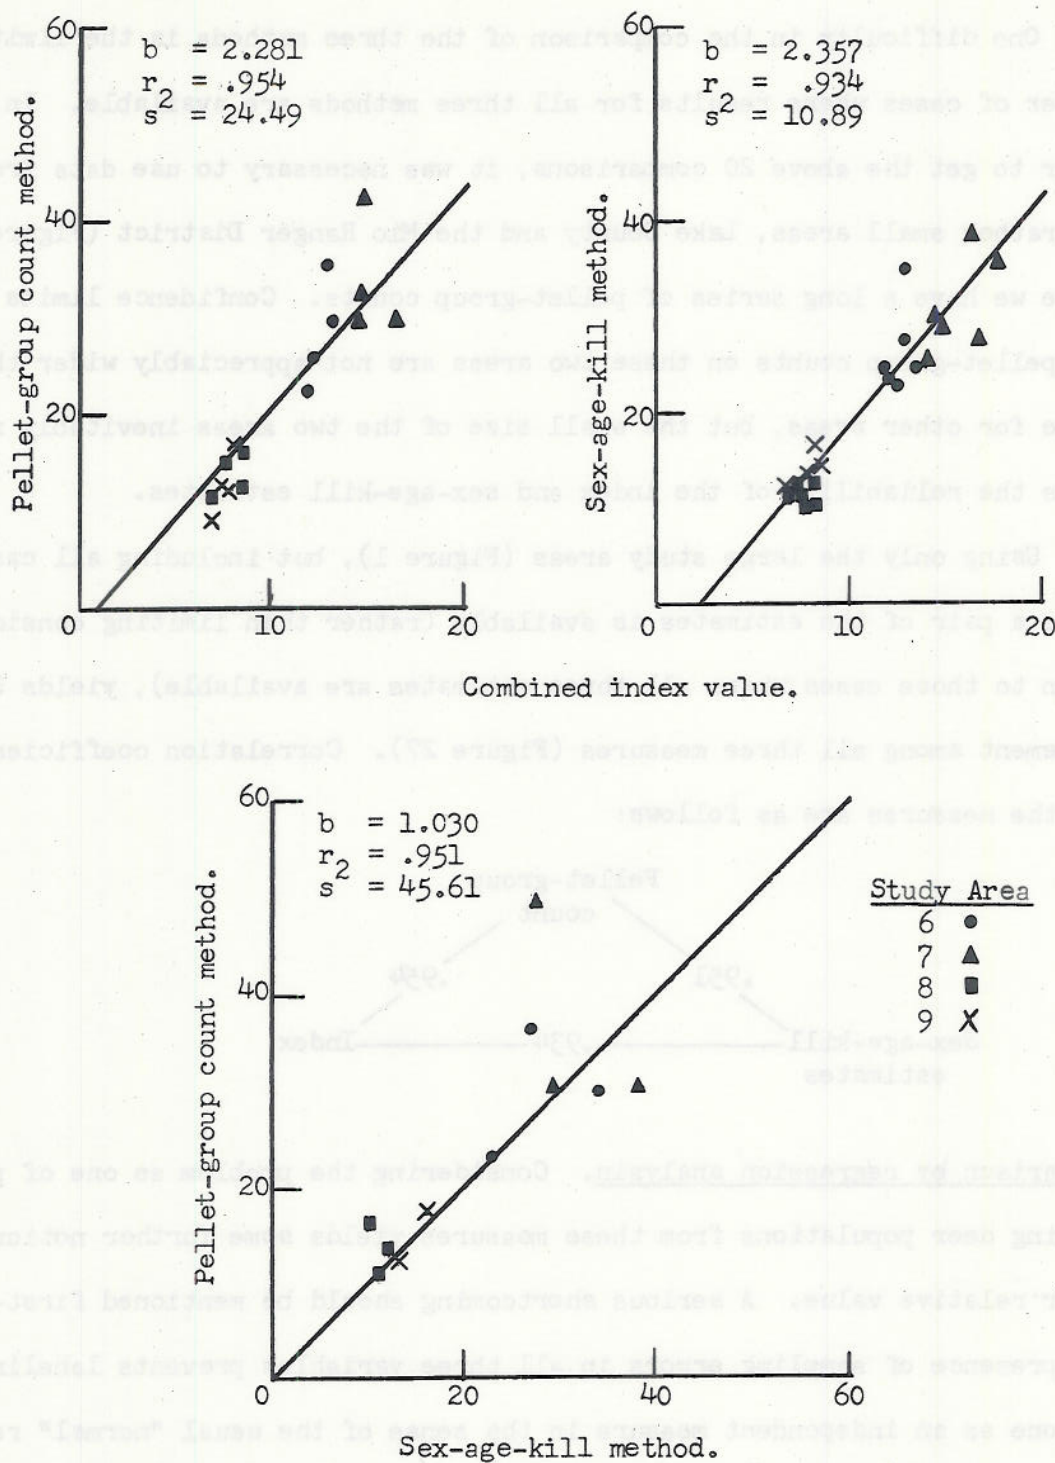 60
b = 2.281
r = .954
s² = 24.49
Pellet-group count method.
40
20
0
10
20
60
b = 2.357
r = .934
s² = 10.89
Sex-age-kill method.
40
20
0
10
20
Combined index value.
60
b = 1.030
r = .951
s² = 45.61
Pellet-group count method.
40
20
0
20
40
60
Sex-age-kill method.
Study Area
6
7
8
9